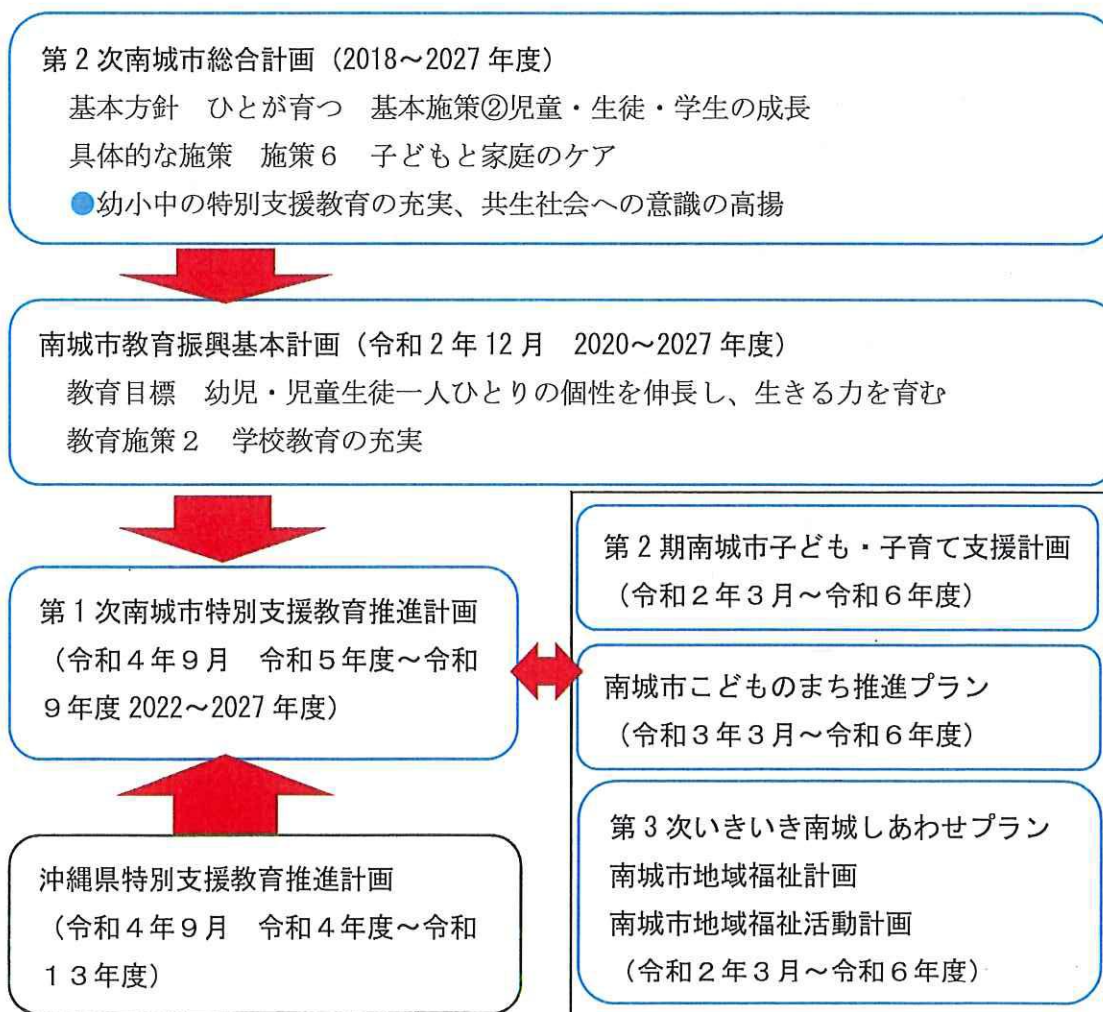 第2次南城市総合計画（2018～2027年度）
基本方針　ひとが育つ　基本施策②児童・生徒・学生の成長
具体的な施策　施策６　子どもと家庭のケア
●幼小中の特別支援教育の充実、共生社会への意識の高揚
南城市教育振興基本計画（令和2年12月　2020～2027年度）
教育目標　幼児・児童生徒一人ひとりの個性を伸長し、生きる力を育む
教育施策２　学校教育の充実
第1次南城市特別支援教育推進計画
（令和４年９月　令和５年度～令和
９年度 2022～2027年度）
沖縄県特別支援教育推進計画
（令和４年９月　令和４年度～令和
１３年度）
第2期南城市子ども・子育て支援計画
（令和２年３月～令和６年度）
南城市こどものまち推進プラン
（令和３年３月～令和６年度）
第3次いきいき南城しあわせプラン
南城市地域福祉計画
南城市地域福祉活動計画
（令和２年３月～令和６年度）